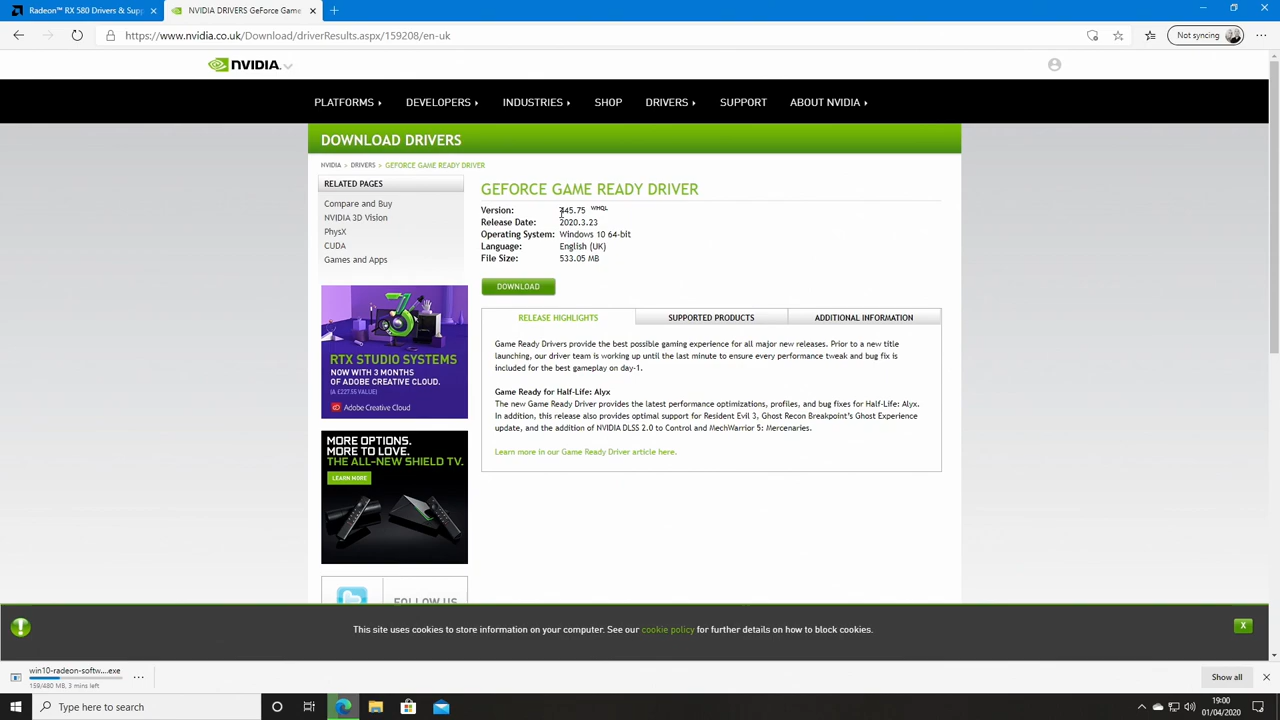 Radeon™ RX 580 Drivers & Supp
NVIDIA DRIVERS GeForce Game
https://www.nvidia.co.uk/Download/driverResults.aspx/159208/en-uk
Not syncing
NVIDIA.
PLATFORMS
DEVELOPERS
INDUSTRIES
SHOP
DRIVERS
SUPPORT
ABOUT NVIDIA
DOWNLOAD DRIVERS
NVIDIA > DRIVERS > GEFORCE GAME READY DRIVER
RELATED PAGES
Compare and Buy
NVIDIA 3D Vision
PhysX
CUDA
Games and Apps
RTX STUDIO SYSTEMS
NOW WITH 3 MONTHS
OF ADOBE CREATIVE CLOUD.
(A £227.55 VALUE)
Adobe Creative Cloud
MORE OPTIONS.
MORE TO LOVE.
THE ALL-NEW SHIELD TV.
LEARN MORE
FOLLOW US
GEFORCE GAME READY DRIVER
Version: 445.75 WHQL
Release Date: 2020.3.23
Operating System: Windows 10 64-bit
Language: English (UK)
File Size: 533.05 MB
DOWNLOAD
RELEASE HIGHLIGHTS
SUPPORTED PRODUCTS
ADDITIONAL INFORMATION
Game Ready Drivers provide the best possible gaming experience for all major new releases. Prior to a new title
launching, our driver team is working up until the last minute to ensure every performance tweak and bug fix is
included for the best gameplay on day-1.
Game Ready for Half-Life: Alyx
The new Game Ready Driver provides the latest performance optimizations, profiles, and bug fixes for Half-Life: Alyx.
In addition, this release also provides optimal support for Resident Evil 3, Ghost Recon Breakpoint's Ghost Experience
update, and the addition of NVIDIA DLSS 2.0 to Control and MechWarrior 5: Mercenaries.
Learn more in our Game Ready Driver article here.
This site uses cookies to store information on your computer. See our cookie policy for further details on how to block cookies.
X
win10-radeon-softw....exe
159/480 MB, 3 mins left
Show all
Type here to search
19:00
01/04/2020